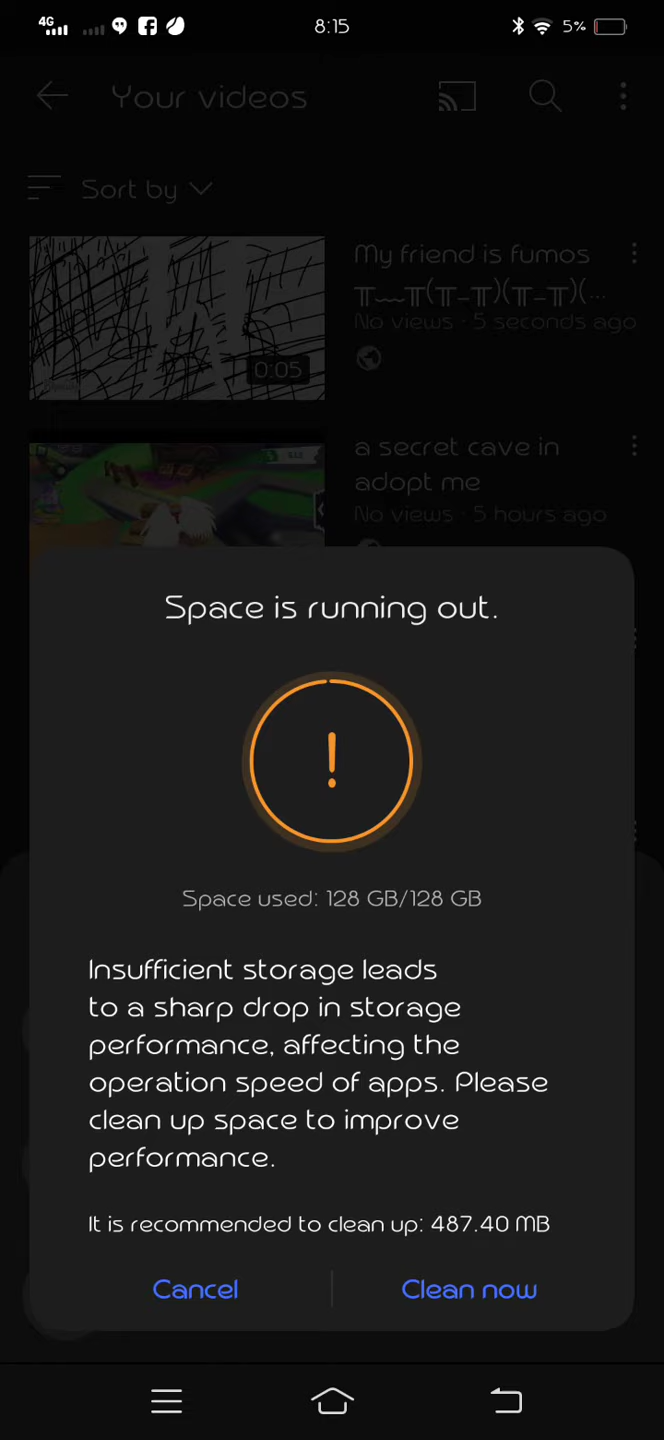 4G
8:15
5%
Your videos
Sort by
My friend is fumos
╥﹏╥(╥_╥)(╥_╥)(...
No views · 5 seconds ago
0:05
a secret cave in
adopt me
No views · 5 hours ago
Space is running out.
!
Space used: 128 GB/128 GB
Insufficient storage leads
to a sharp drop in storage
performance, affecting the
operation speed of apps. Please
clean up space to improve
performance.
It is recommended to clean up: 487.40 MB
Cancel
Clean now